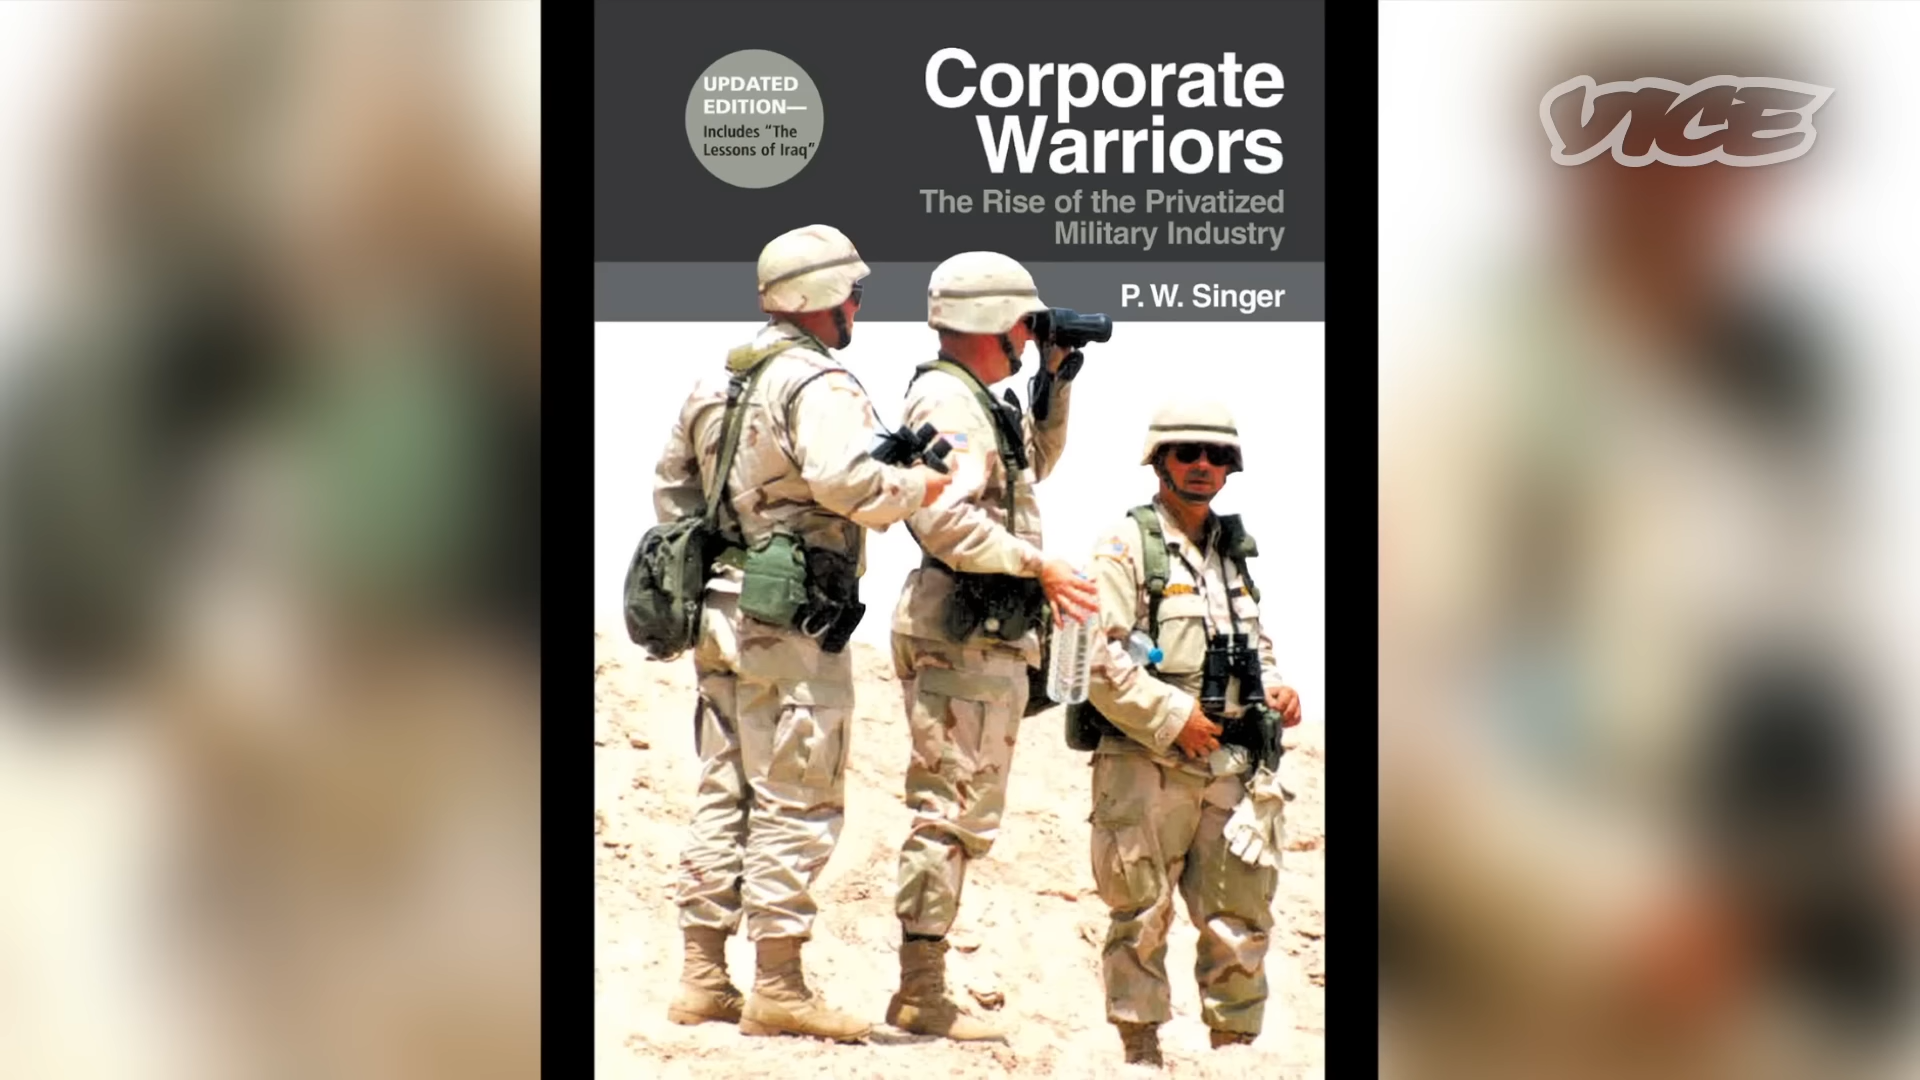 UPDATED
EDITION—
Includes "The
Lessons of Iraq"
Corporate
Warriors
The Rise of the Privatized
Military Industry
P. W. Singer
VICE